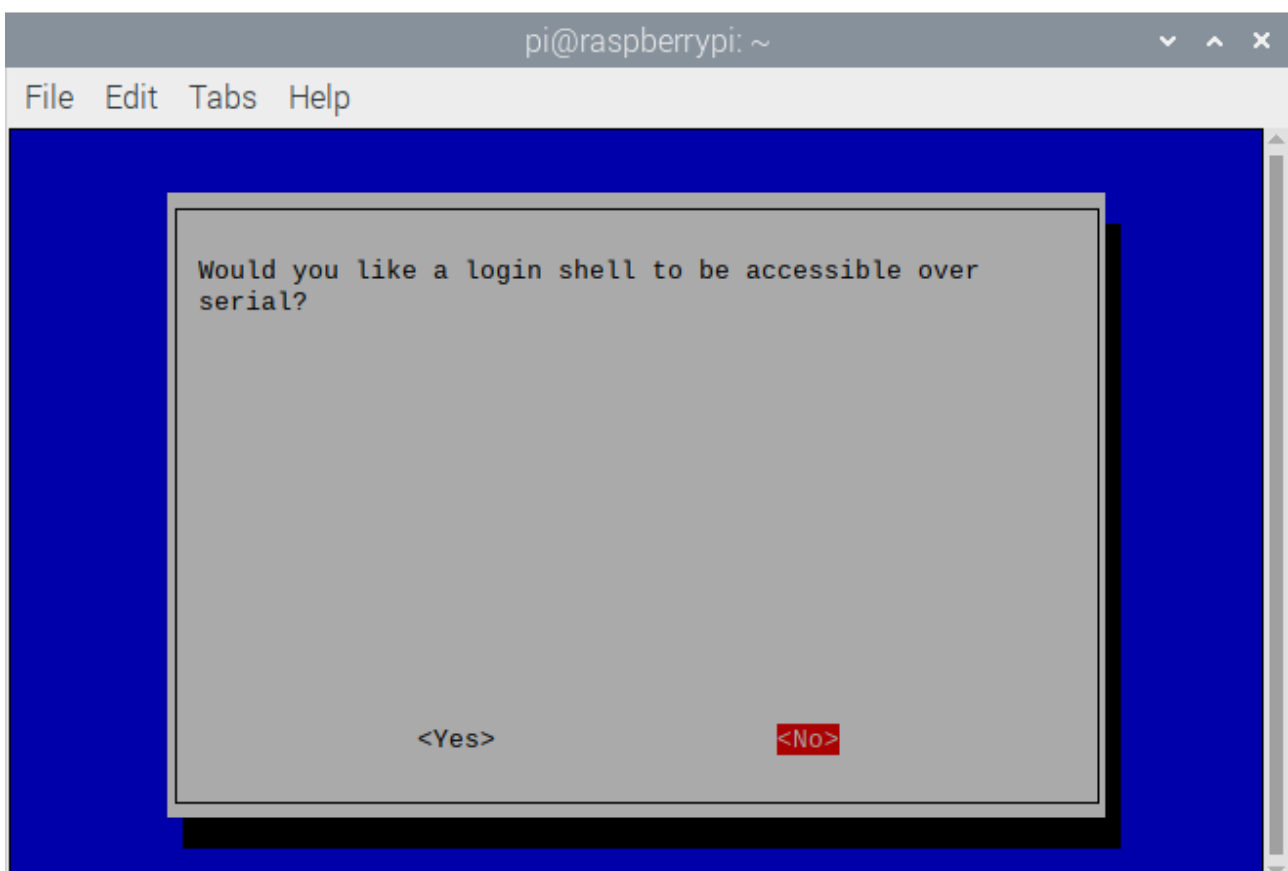 pi@raspberrypi: ~
File Edit Tabs Help
Would you like a login shell to be accessible over
serial?
<Yes> <No>